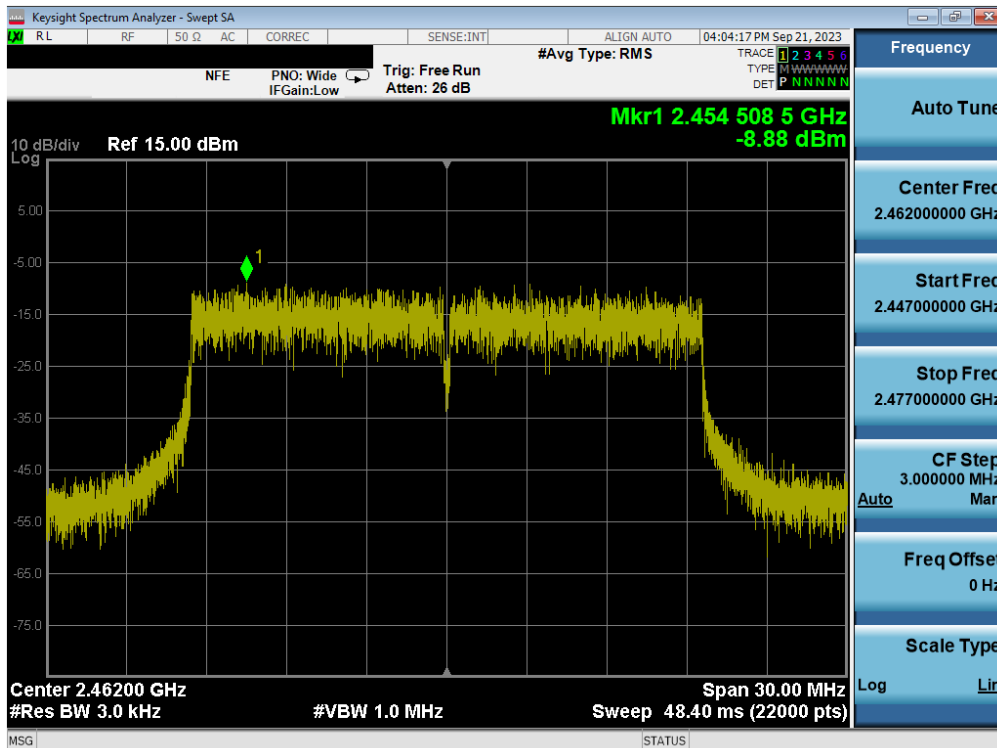 Keysight Spectrum Analyzer - Swept SA
LXI RL RF 50 Ω AC CORREC SENSE:INT ALIGN AUTO 04:04:17 PM Sep 21, 2023
NFE PNO: Wide Trig: Free Run #Avg Type: RMS TRACE 1 2 3 4 5 6
IFGain:Low Atten: 26 dB TYPE M WWWWW
DET P N N N N N
Mkr1 2.454 508 5 GHz
-8.88 dBm
10 dB/div Ref 15.00 dBm
Log
5.00
-5.00
1
-15.0
-25.0
-35.0
-45.0
-55.0
-65.0
-75.0
Center 2.46200 GHz Span 30.00 MHz
#Res BW 3.0 kHz #VBW 1.0 MHz Sweep 48.40 ms (22000 pts)
MSG STATUS
Frequency
Auto Tune
Center Freq
2.462000000 GHz
Start Freq
2.447000000 GHz
Stop Freq
2.477000000 GHz
CF Step
3.000000 MHz
Auto Man
Freq Offset
0 Hz
Scale Type
Log Lin